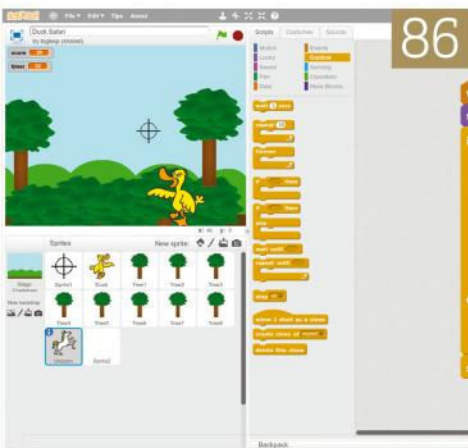 SCRATCH File Edit Tips About
86
Duck Safari
score
timer
Scripts Costumes Sounds
Motion Events
Looks Control
Sound Sensing
Pen Operators
Data More Blocks
wait 1 secs
repeat 10
forever
if then
if then
else
wait until
repeat until
stop all
when I start as a clone
create clone of myself
delete this clone
Sprites New sprite:
Stage
Sprite1 Duck Tree1 Tree2 Tree3
New backdrop
Tree4 Tree5 Tree6 Tree7 Tree8
Unicorn Sprite2
Backpack